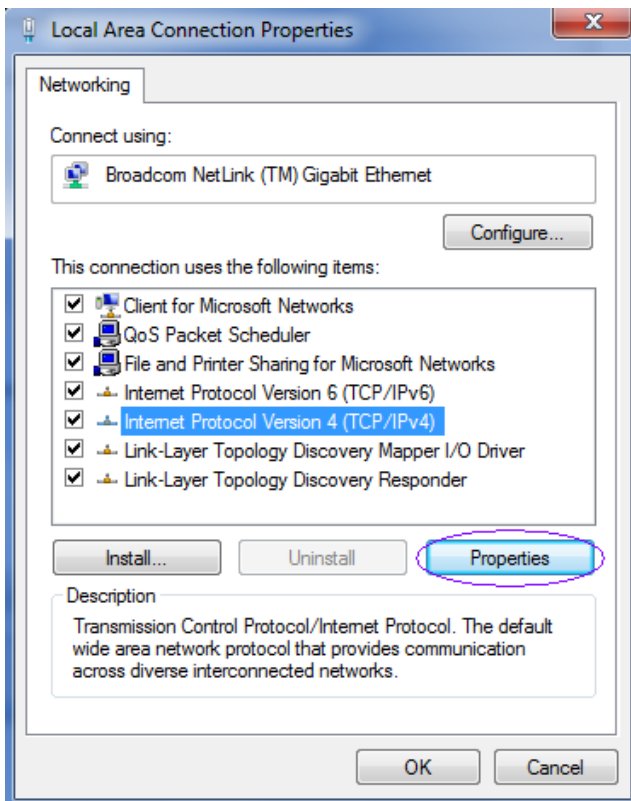 Local Area Connection Properties
Networking
Connect using:
Broadcom NetLink (TM) Gigabit Ethernet
Configure...
This connection uses the following items:
Client for Microsoft Networks
QoS Packet Scheduler
File and Printer Sharing for Microsoft Networks
Internet Protocol Version 6 (TCP/IPv6)
Internet Protocol Version 4 (TCP/IPv4)
Link-Layer Topology Discovery Mapper I/O Driver
Link-Layer Topology Discovery Responder
Install... Uninstall Properties
Description
Transmission Control Protocol/Internet Protocol. The default
wide area network protocol that provides communication
across diverse interconnected networks.
OK Cancel